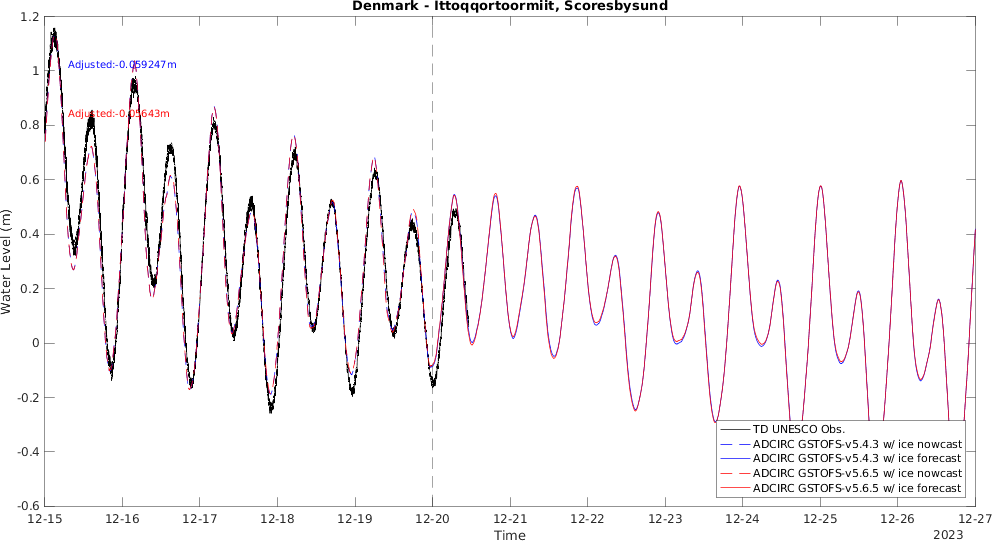 Denmark - Ittoqqortoormiit, Scoresbysund
1.2
1
0.8
0.6
0.4
0.2
0
-0.2
-0.4
-0.6
Water Level (m)
Adjusted:-0.059247m
Adjusted:-0.05643m
TD UNESCO Obs.
ADCIRC GSTOFS-v5.4.3 w/ ice nowcast
ADCIRC GSTOFS-v5.4.3 w/ ice forecast
ADCIRC GSTOFS-v5.6.5 w/ ice nowcast
ADCIRC GSTOFS-v5.6.5 w/ ice forecast
12-15 12-16 12-17 12-18 12-19 12-20 12-21 12-22 12-23 12-24 12-25 12-26 12-27
Time
2023